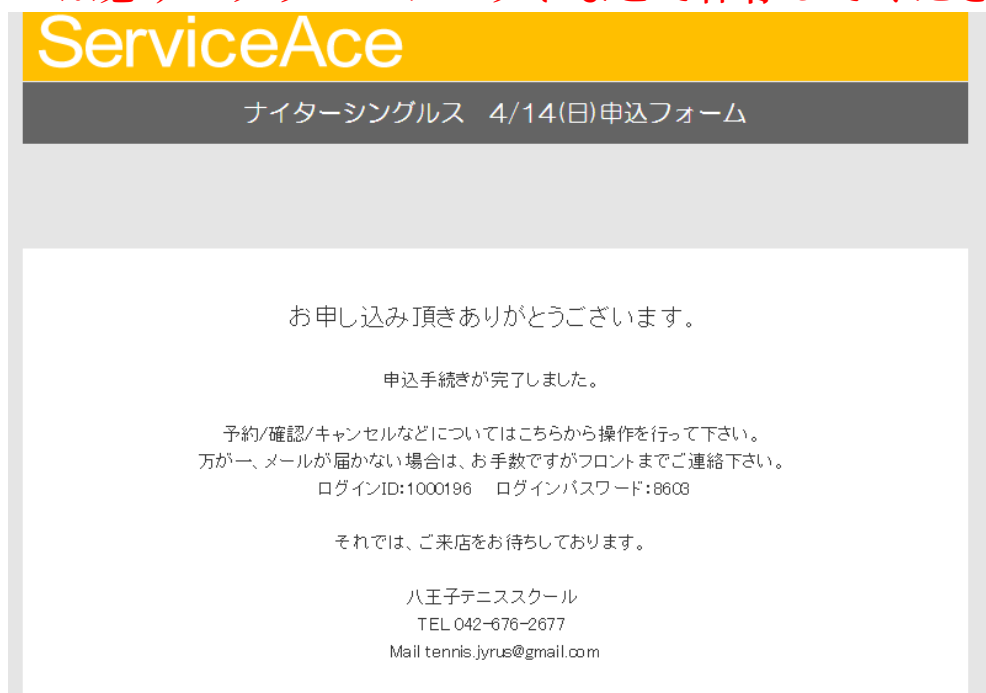 ServiceAce
ナイターシングルス　4/14(日)申込フォーム
お申し込み頂きありがとうございます。
申込手続きが完了しました。
予約/確認/キャンセルなどについてはこちらから操作を行って下さい。
万が一、メールが届かない場合は、お手数ですがフロントまでご連絡下さい。
ログインID:1000196　ログインパスワード:8603
それでは、ご来店をお待ちしております。
八王子テニススクール
TEL 042-676-2677
Mail tennis.jyrus@gmail.com